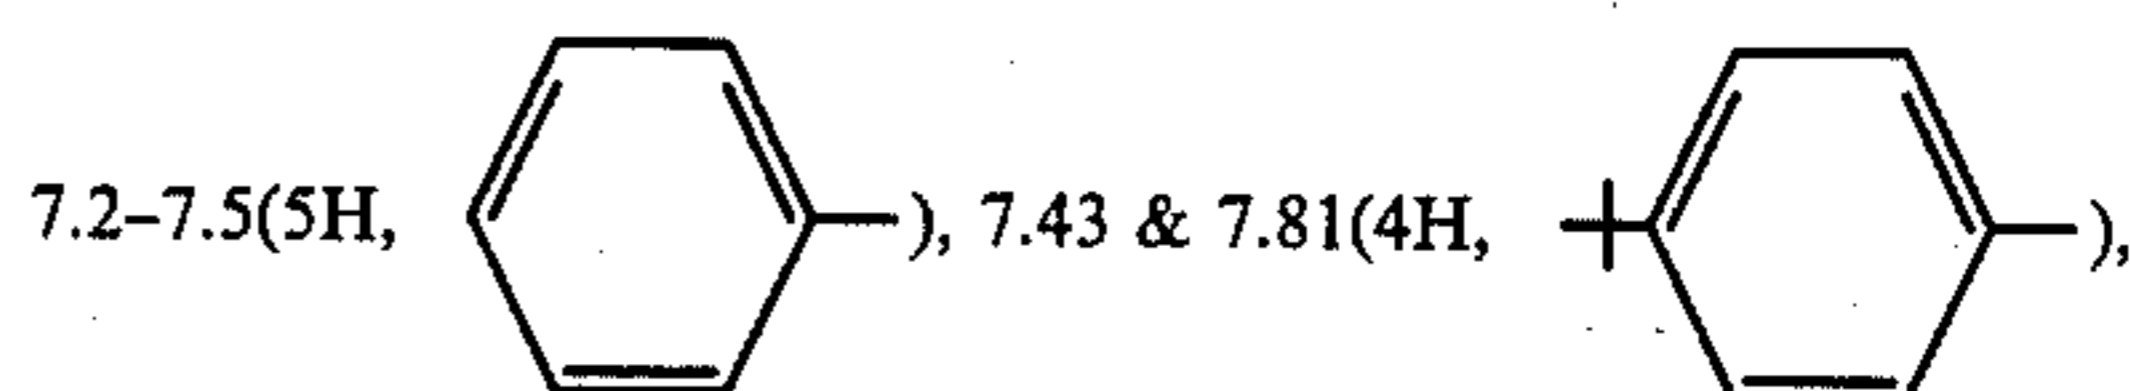 7.2–7.5(5H, ), 7.43 & 7.81(4H, ),